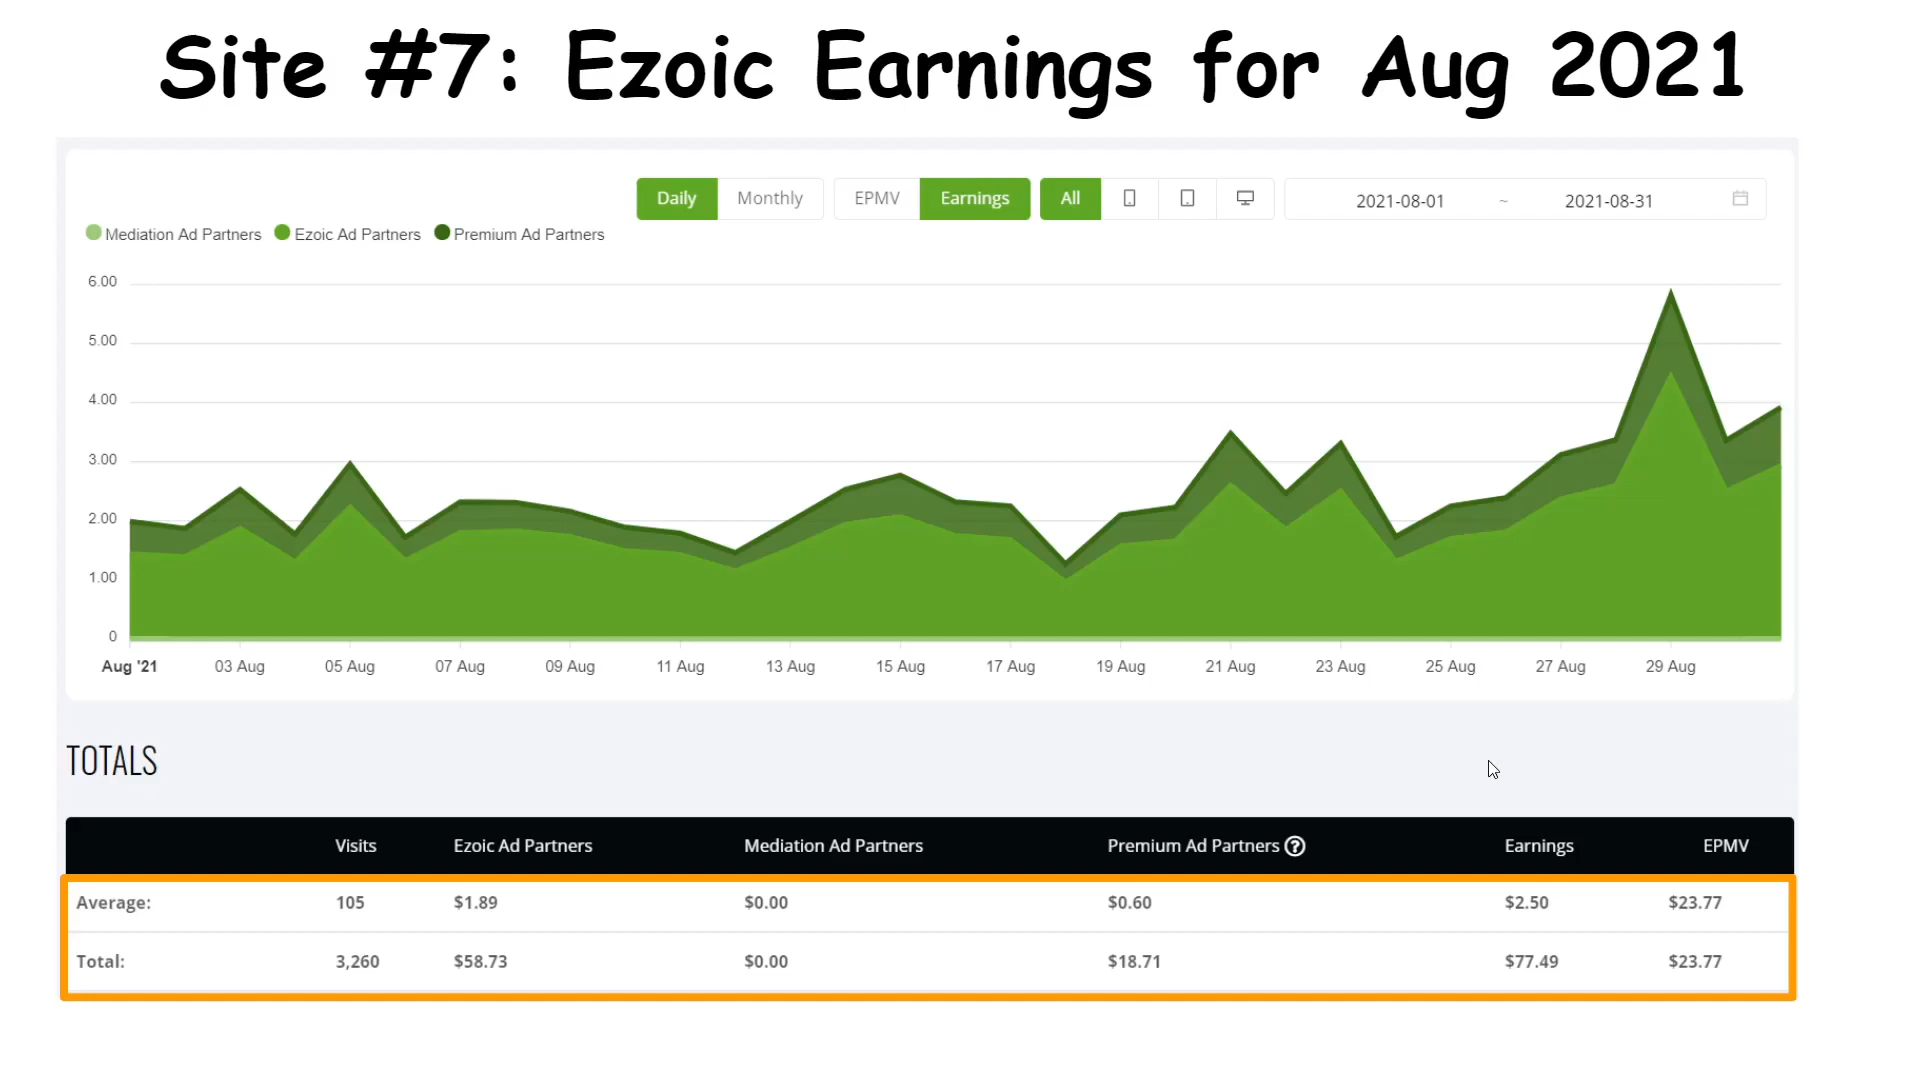 Site #7: Ezoic Earnings for Aug 2021
Daily Monthly EPMV Earnings All 2021-08-01 ~ 2021-08-31
Mediation Ad Partners Ezoic Ad Partners Premium Ad Partners
6.00
5.00
4.00
3.00
2.00
1.00
0
Aug '21 03 Aug 05 Aug 07 Aug 09 Aug 11 Aug 13 Aug 15 Aug 17 Aug 19 Aug 21 Aug 23 Aug 25 Aug 27 Aug 29 Aug
TOTALS
Visits Ezoic Ad Partners Mediation Ad Partners Premium Ad Partners ? Earnings EPMV
Average: 105 $1.89 $0.00 $0.60 $2.50 $23.77
Total: 3,260 $58.73 $0.00 $18.71 $77.49 $23.77